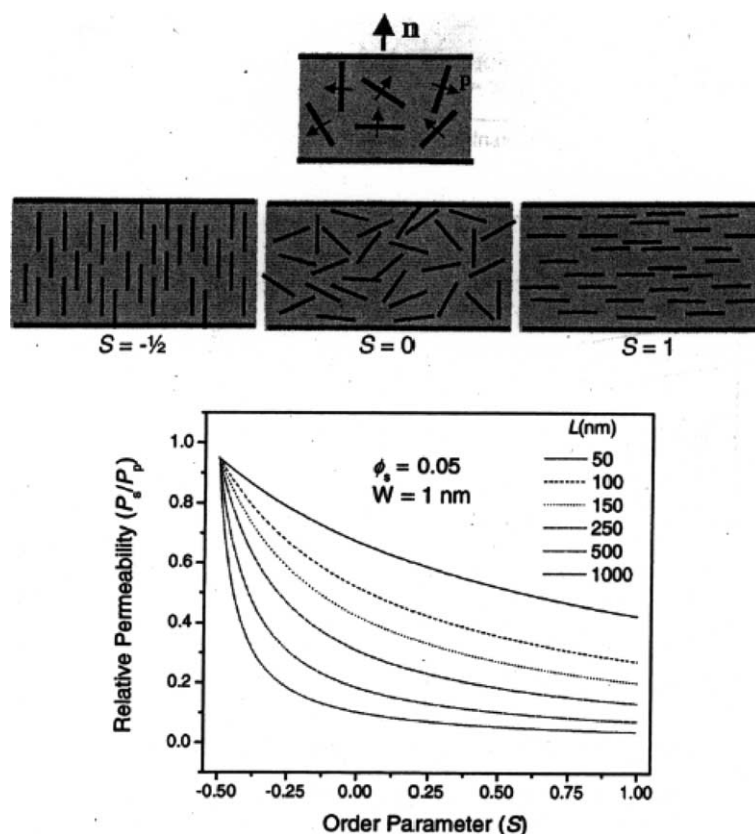 n
p
S = -½ S = 0 S = 1
Relative Permeability (Pₛ/Pₚ)
1.0
0.8
0.6
0.4
0.2
0.0
ϕₛ = 0.05
W = 1 nm
L(nm)
50
100
150
250
500
1000
-0.50 -0.25 0.00 0.25 0.50 0.75 1.00
Order Parameter (S)